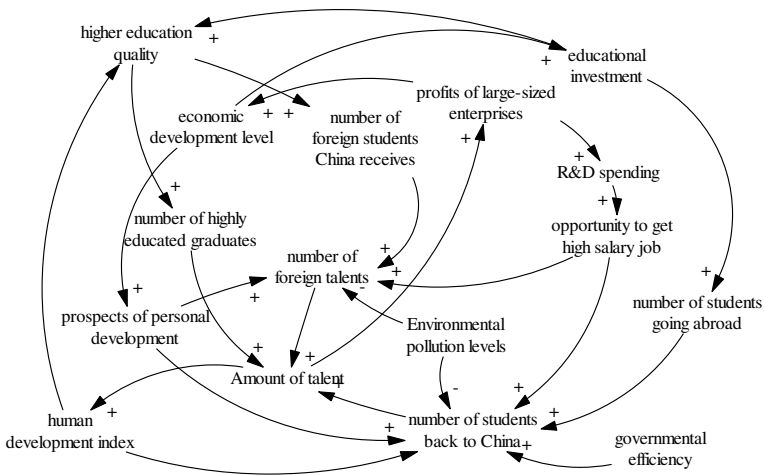 higher education
quality
+
educational
investment
+
profits of large-sized
enterprises
economic
development level
+
+
number of
foreign students
China receives
+
+
R&D spending
+
+
number of highly
educated graduates
opportunity to get
high salary job
number of
foreign talents
+
+
-
+
+
number of students
going abroad
+
prospects of personal
development
Environmental
pollution levels
+
+
Amount of talent
+
-
+
+
human
development index
+
+
number of students
back to China
+
governmental
efficiency